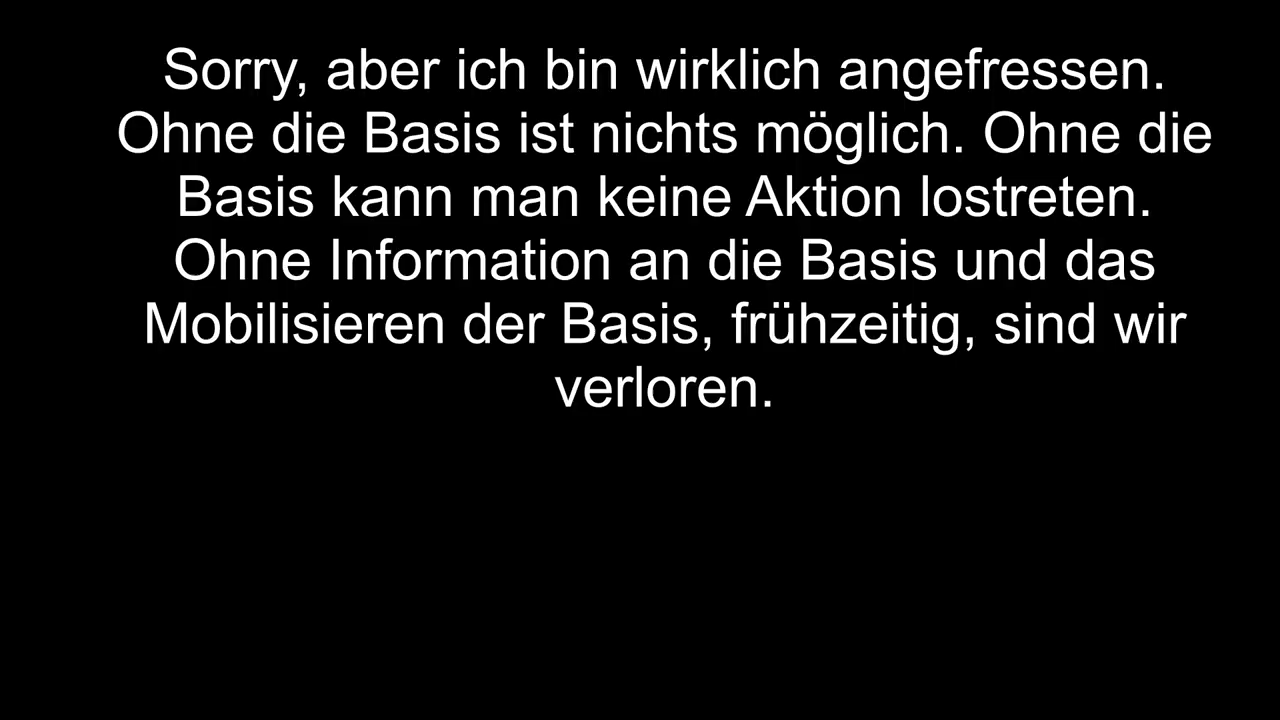 Sorry, aber ich bin wirklich angefressen.
Ohne die Basis ist nichts möglich. Ohne die
Basis kann man keine Aktion lostreten.
Ohne Information an die Basis und das
Mobilisieren der Basis, frühzeitig, sind wir
verloren.